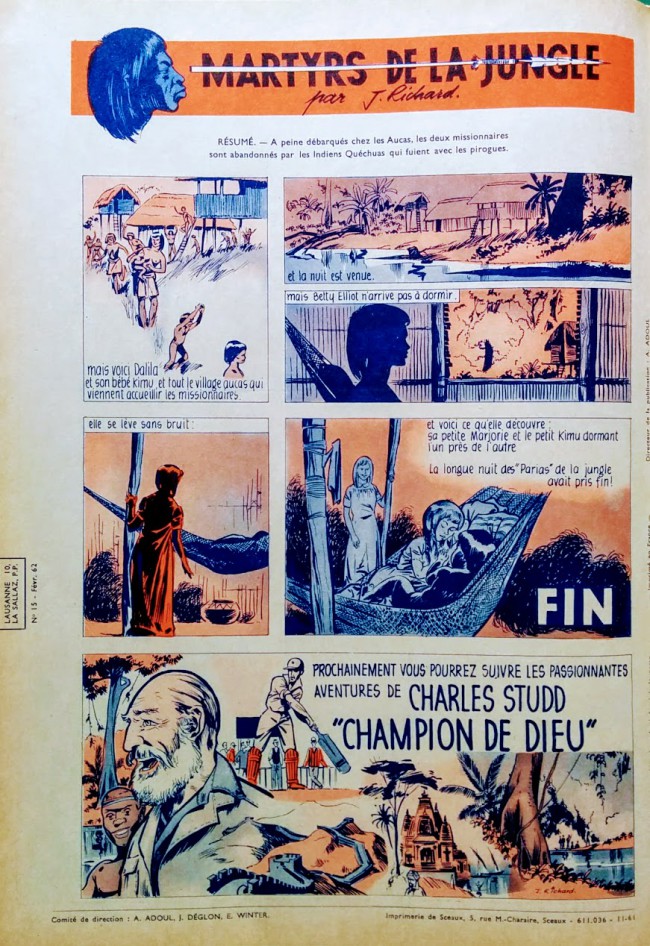 MARTYRS DE LA JUNGLE
par J. Richard.
RÉSUMÉ. — A peine débarqués chez les Aucas, les deux missionnaires
sont abandonnés par les Indiens Quéchuas qui fuient avec les pirogues.
mais voici Dalila
et son bébé kimu, et tout le village aucas qui
viennent accueillir les missionnaires.
et la nuit est venue.
mais Betty Elliot n'arrive pas à dormir.
elle se lève sans bruit:
et voici ce qu'elle découvre:
sa petite Marjorie et le petit Kimu dormant
l'un près de l'autre
La longue nuit des "Parias" de la jungle
avait pris fin!
FIN
LAUSANNE 10,
LA SALLAZ, P.P.
N° 15 - Févr. 62
PROCHAINEMENT VOUS POURREZ SUIVRE LES PASSIONNANTES
AVENTURES DE CHARLES STUDD
"CHAMPION DE DIEU"
J. Richard.
Comité de direction : A. ADOUL, J. DÉGLON, E. WINTER.
Imprimerie de Sceaux, 5, rue M.-Charaire, Sceaux - 611.036 - 11-61
Directeur de la publication : A. ADOUL